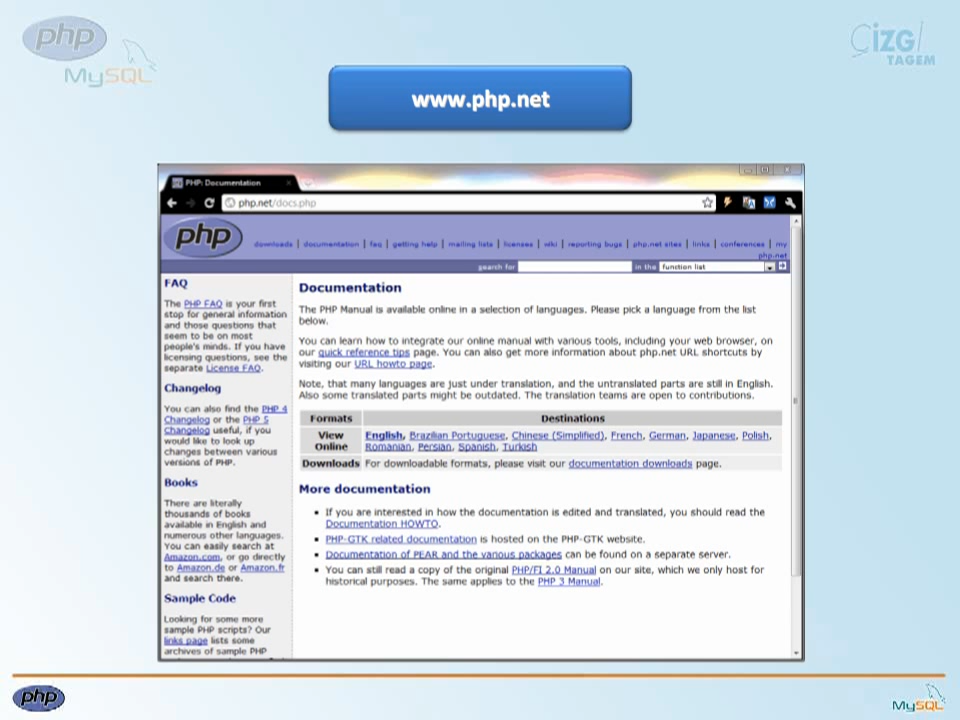 php
MySQL
Çizgi
TAGEM
www.php.net
PHP: Documentation
php.net/docs.php
php
downloads | documentation | faq | getting help | mailing lists | licenses | wiki | reporting bugs | php.net sites | links | conferences | my
php.net
search for in the function list
FAQ
The PHP FAQ is your first
stop for general information
and those questions that
seem to be on most
people's minds. If you have
licensing questions, see the
separate License FAQ.
Changelog
You can also find the PHP 4
Changelog or the PHP 5
Changelog useful, if you
would like to look up
changes between various
versions of PHP.
Books
There are literally
thousands of books
available in English and
numerous other languages.
You can easily search at
Amazon.com, or go directly
to Amazon.de or Amazon.fr
and search there.
Sample Code
Looking for some more
sample PHP scripts? Our
links page lists some
archives of sample PHP
Documentation
The PHP Manual is available online in a selection of languages. Please pick a language from the list
below.
You can learn how to integrate our online manual with various tools, including your web browser, on
our quick reference tips page. You can also get more information about php.net URL shortcuts by
visiting our URL howto page.
Note, that many languages are just under translation, and the untranslated parts are still in English.
Also some translated parts might be outdated. The translation teams are open to contributions.
Formats Destinations
View Online English, Brazilian Portuguese, Chinese (Simplified), French, German, Japanese, Polish,
Romanian, Persian, Spanish, Turkish
Downloads For downloadable formats, please visit our documentation downloads page.
More documentation
If you are interested in how the documentation is edited and translated, you should read the
Documentation HOWTO.
PHP-GTK related documentation is hosted on the PHP-GTK website.
Documentation of PEAR and the various packages can be found on a separate server.
You can still read a copy of the original PHP/FI 2.0 Manual on our site, which we only host for
historical purposes. The same applies to the PHP 3 Manual.
php
MySQL